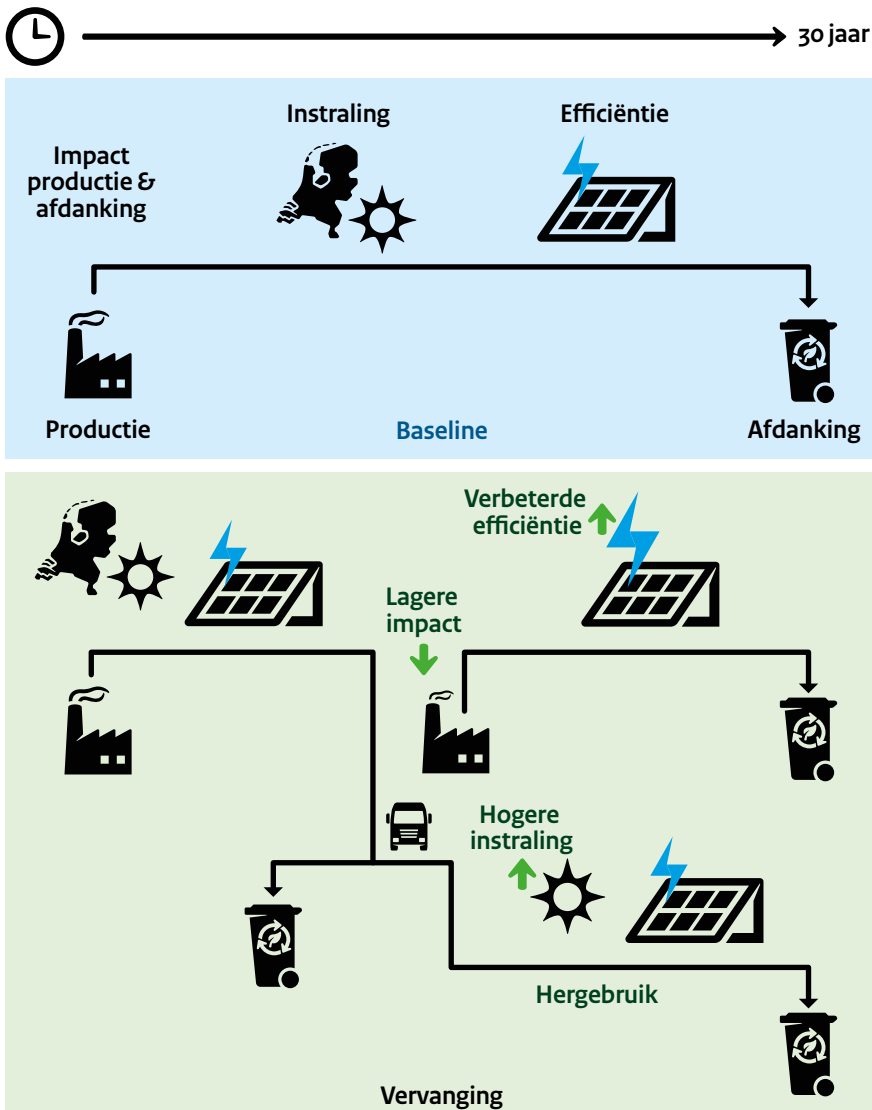 30 jaar
Instraling
Efficiëntie
Impact
productie &
afdanking
Productie
Baseline
Afdanking
Verbeterde
efficiëntie
Lagere
impact
Hogere
instraling
Hergebruik
Vervanging